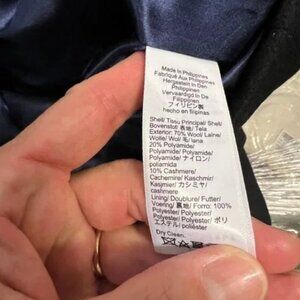 Made In Philippines
Fabriqué Aux Philippines
Hergestellt In Den
Philippinen
Vervaardigd In De
Filippijnen
フィリピン製
hecho en filipinas
Shell/ Tissu Principal/ Shell/
Bovenstof/ 表地/ Tela
Exterior: 70% Wool/ Laine/
Wolle/ Wol/ 毛/ lana
20% Polyamide/
Polyamide/ Polyamide/
Polyamide/ ナイロン/
poliamida
10% Cashmere/
Cachemire/ Kaschmir/
Kasjmier/ カシミヤ/
cashmere
Lining/ Doublure/ Futter/
Voering/ 裏地/ Forro: 100%
Polyester/ Polyester/
Polyester/ Polyester/ ポリ
エステル/ poliéster
Dry Clean.